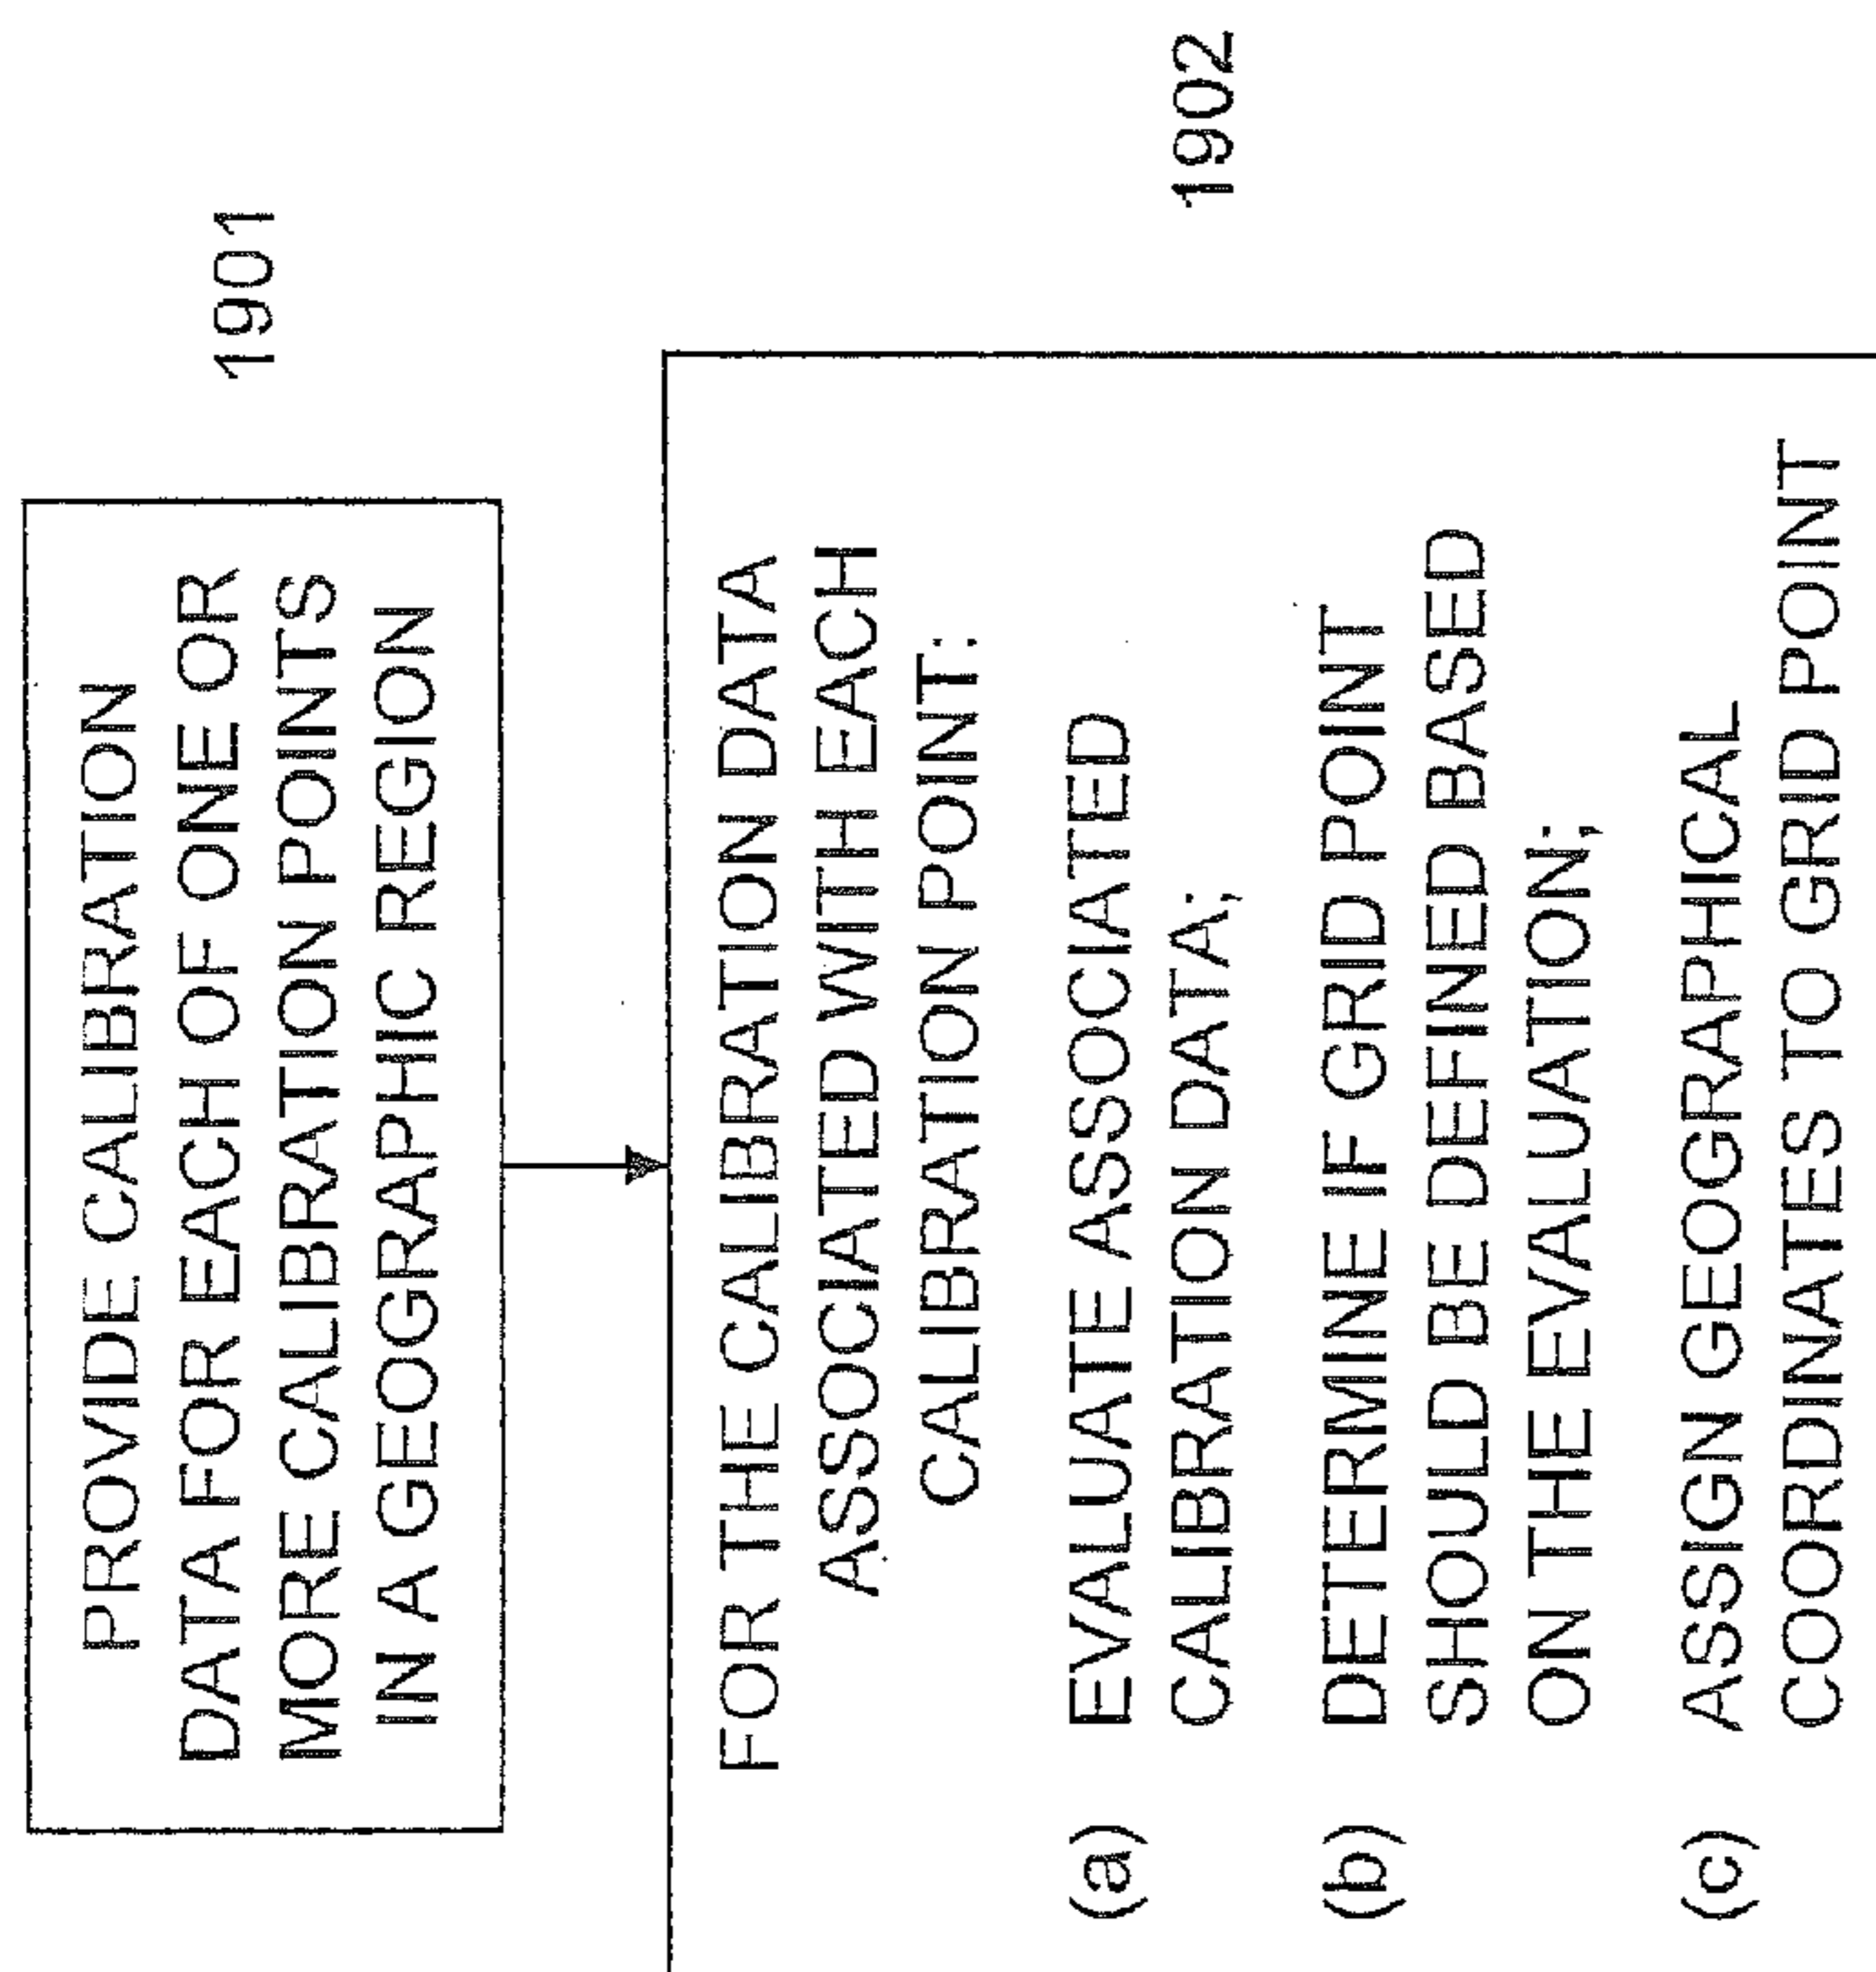 PROVIDE CALIBRATION
DATA FOR EACH OF ONE OR
MORE CALIBRATION POINTS
IN A GEOGRAPHIC REGION
1901
FOR THE CALIBRATION DATA
ASSOCIATED WITH EACH
CALIBRATION POINT:
(a) EVALUATE ASSOCIATED
CALIBRATION DATA;
(b) DETERMINE IF GRID POINT
SHOULD BE DEFINED BASED
ON THE EVALUATION;
(c) ASSIGN GEOGRAPHICAL
COORDINATES TO GRID POINT
1902